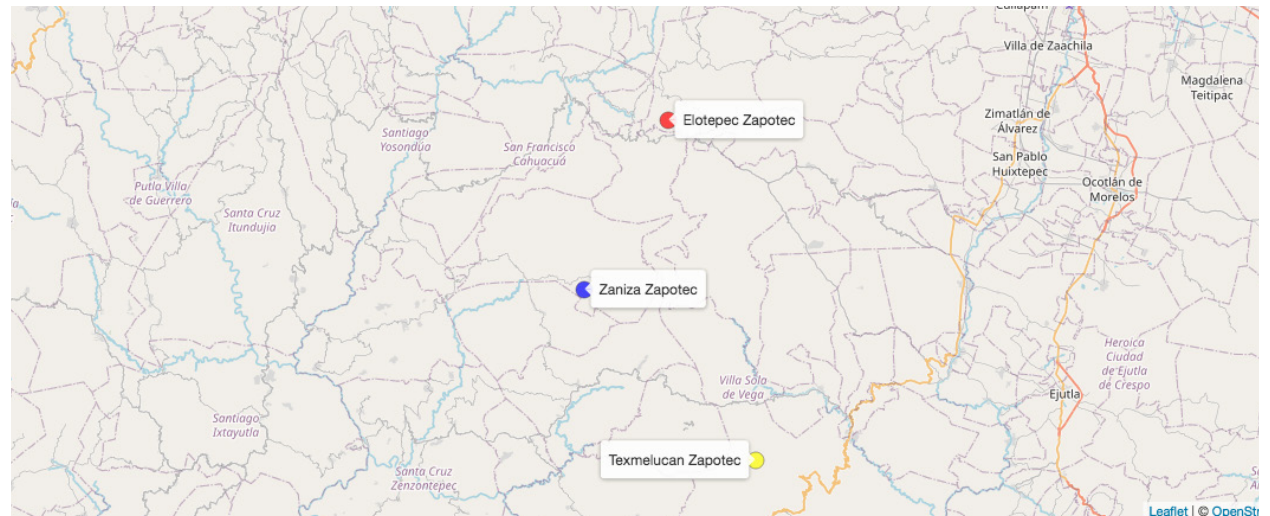 Villa de Zaachila
Magdalena
Teitipac
Elotepec Zapotec
Zimatlán de
Álvarez
Santiago
Yosondúa
San Francisco
Cahuacuá
San Pablo
Huixtepec
Putla Villa
de Guerrero
Ocotlán de
Morelos
Santa Cruz
Itundujia
Zaniza Zapotec
Heroica
Ciudad
de Ejutla
de Crespo
Villa Sola
de Vega
Ejutla
Santiago
Ixtayutla
Texmelucan Zapotec
Santa Cruz
Zenzontepec
Leaflet | © OpenStr